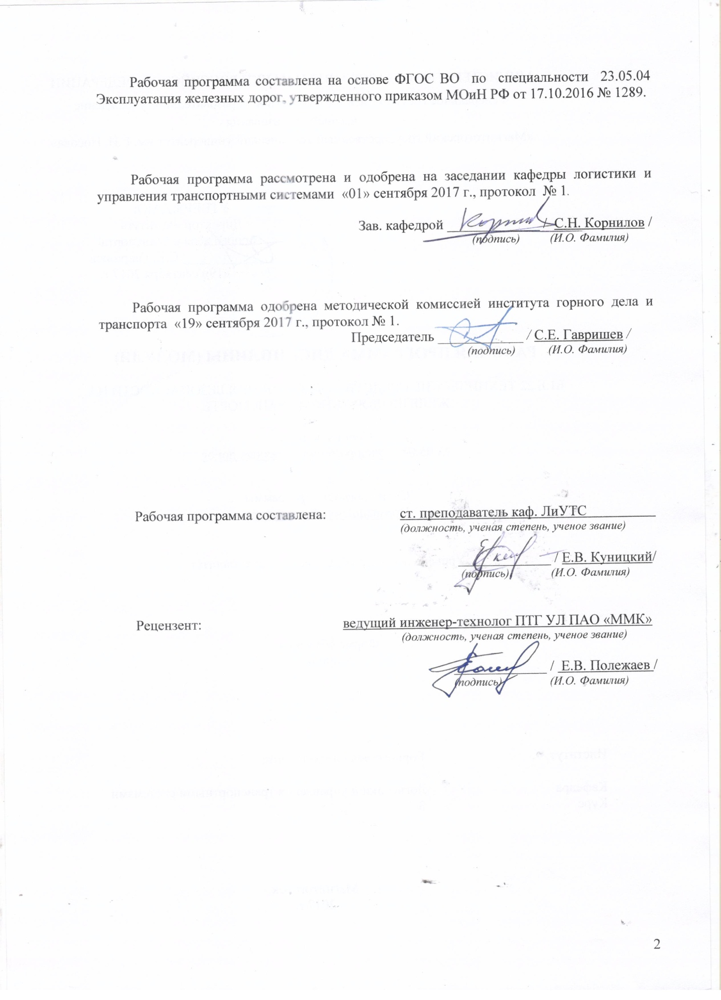 Рабочая программа составлена на основе ФГОС ВО по специальности 23.05.04
Эксплуатация железных дорог, утвержденного приказом МОиН РФ от 17.10.2016 № 1289.
Рабочая программа рассмотрена и одобрена на заседании кафедры логистики и
управления транспортными системами «01» сентября 2017 г., протокол № 1.
Зав. кафедрой / С.Н. Корнилов /
(подпись) (И.О. Фамилия)
Рабочая программа одобрена методической комиссией института горного дела и
транспорта «19» сентября 2017 г., протокол № 1.
Председатель / С.Е. Гавришев /
(подпись) (И.О. Фамилия)
Рабочая программа составлена: ст. преподаватель каф. ЛиУТС
(должность, ученая степень, ученое звание)
/ Е.В. Куницкий/
(подпись) (И.О. Фамилия)
Рецензент: ведущий инженер-технолог ПТГ УЛ ПАО «ММК»
(должность, ученая степень, ученое звание)
/ Е.В. Полежаев /
(подпись) (И.О. Фамилия)
2